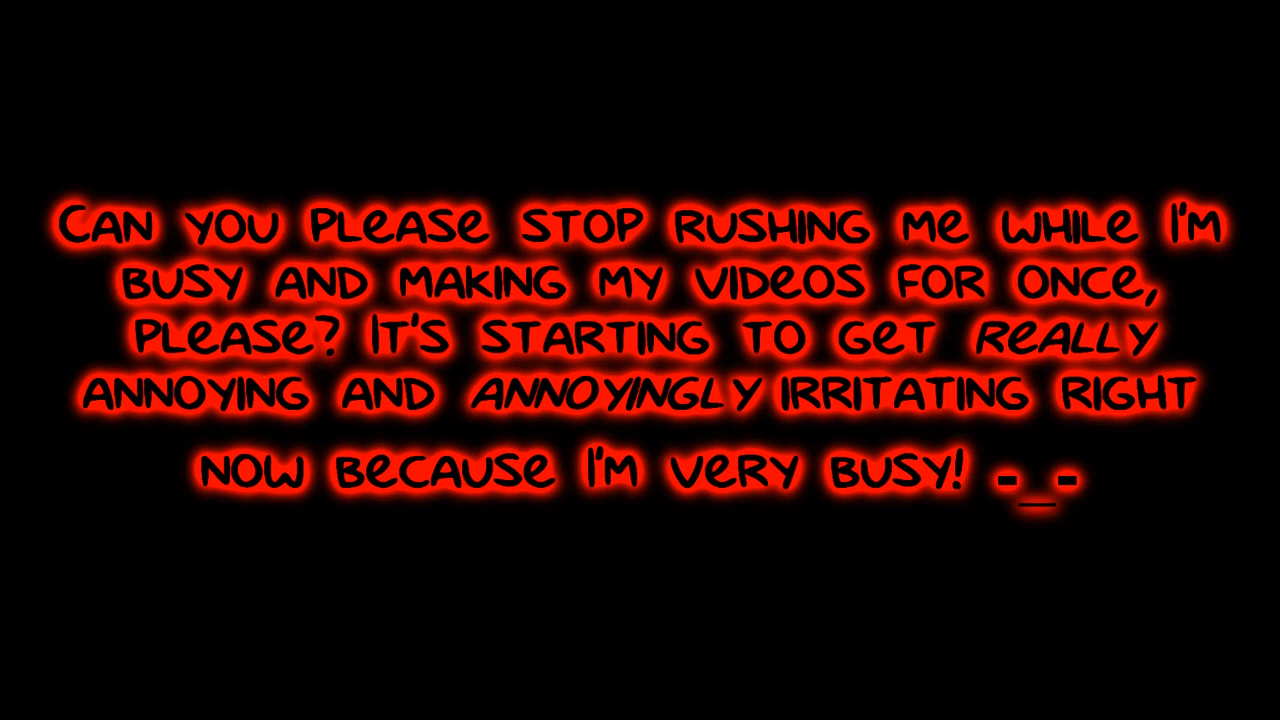 Can you please stop rushing me while I'm
busy and making my videos for once,
please? It's starting to get really
annoying and annoyingly irritating right
now because I'm very busy! -_-